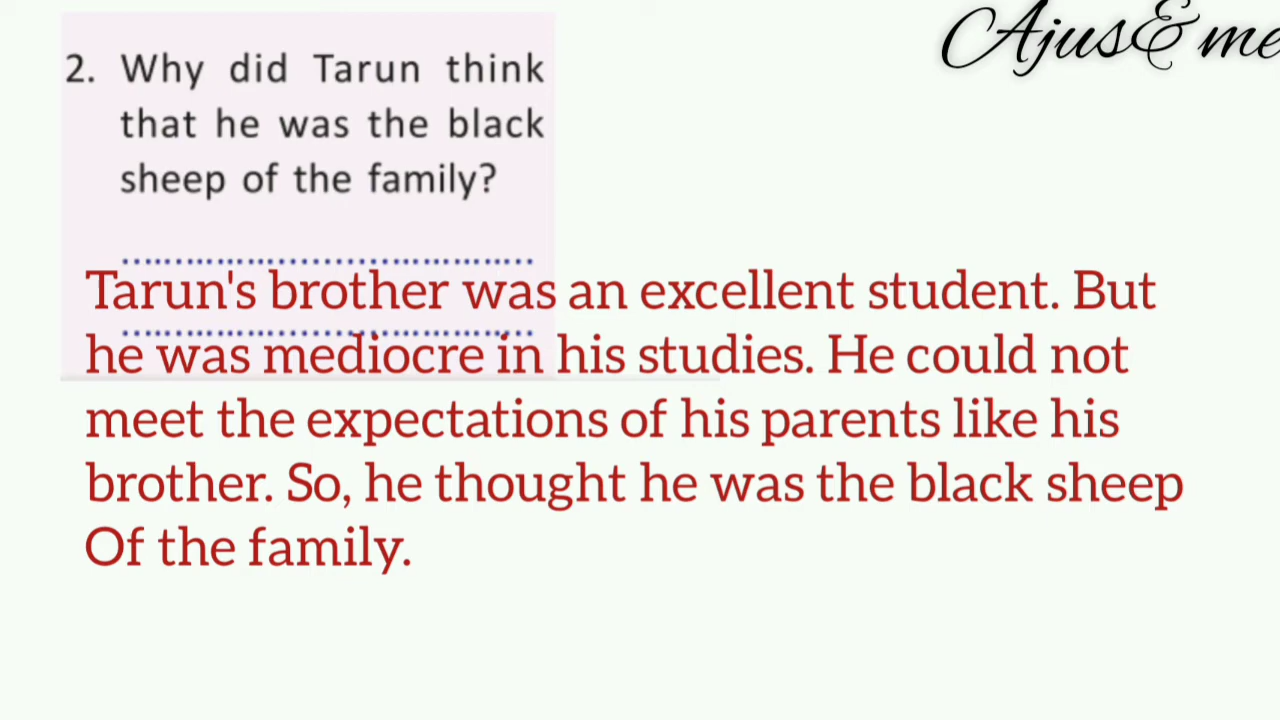 Ajus& me
2. Why did Tarun think
that he was the black
sheep of the family?
Tarun's brother was an excellent student. But
he was mediocre in his studies. He could not
meet the expectations of his parents like his
brother. So, he thought he was the black sheep
Of the family.